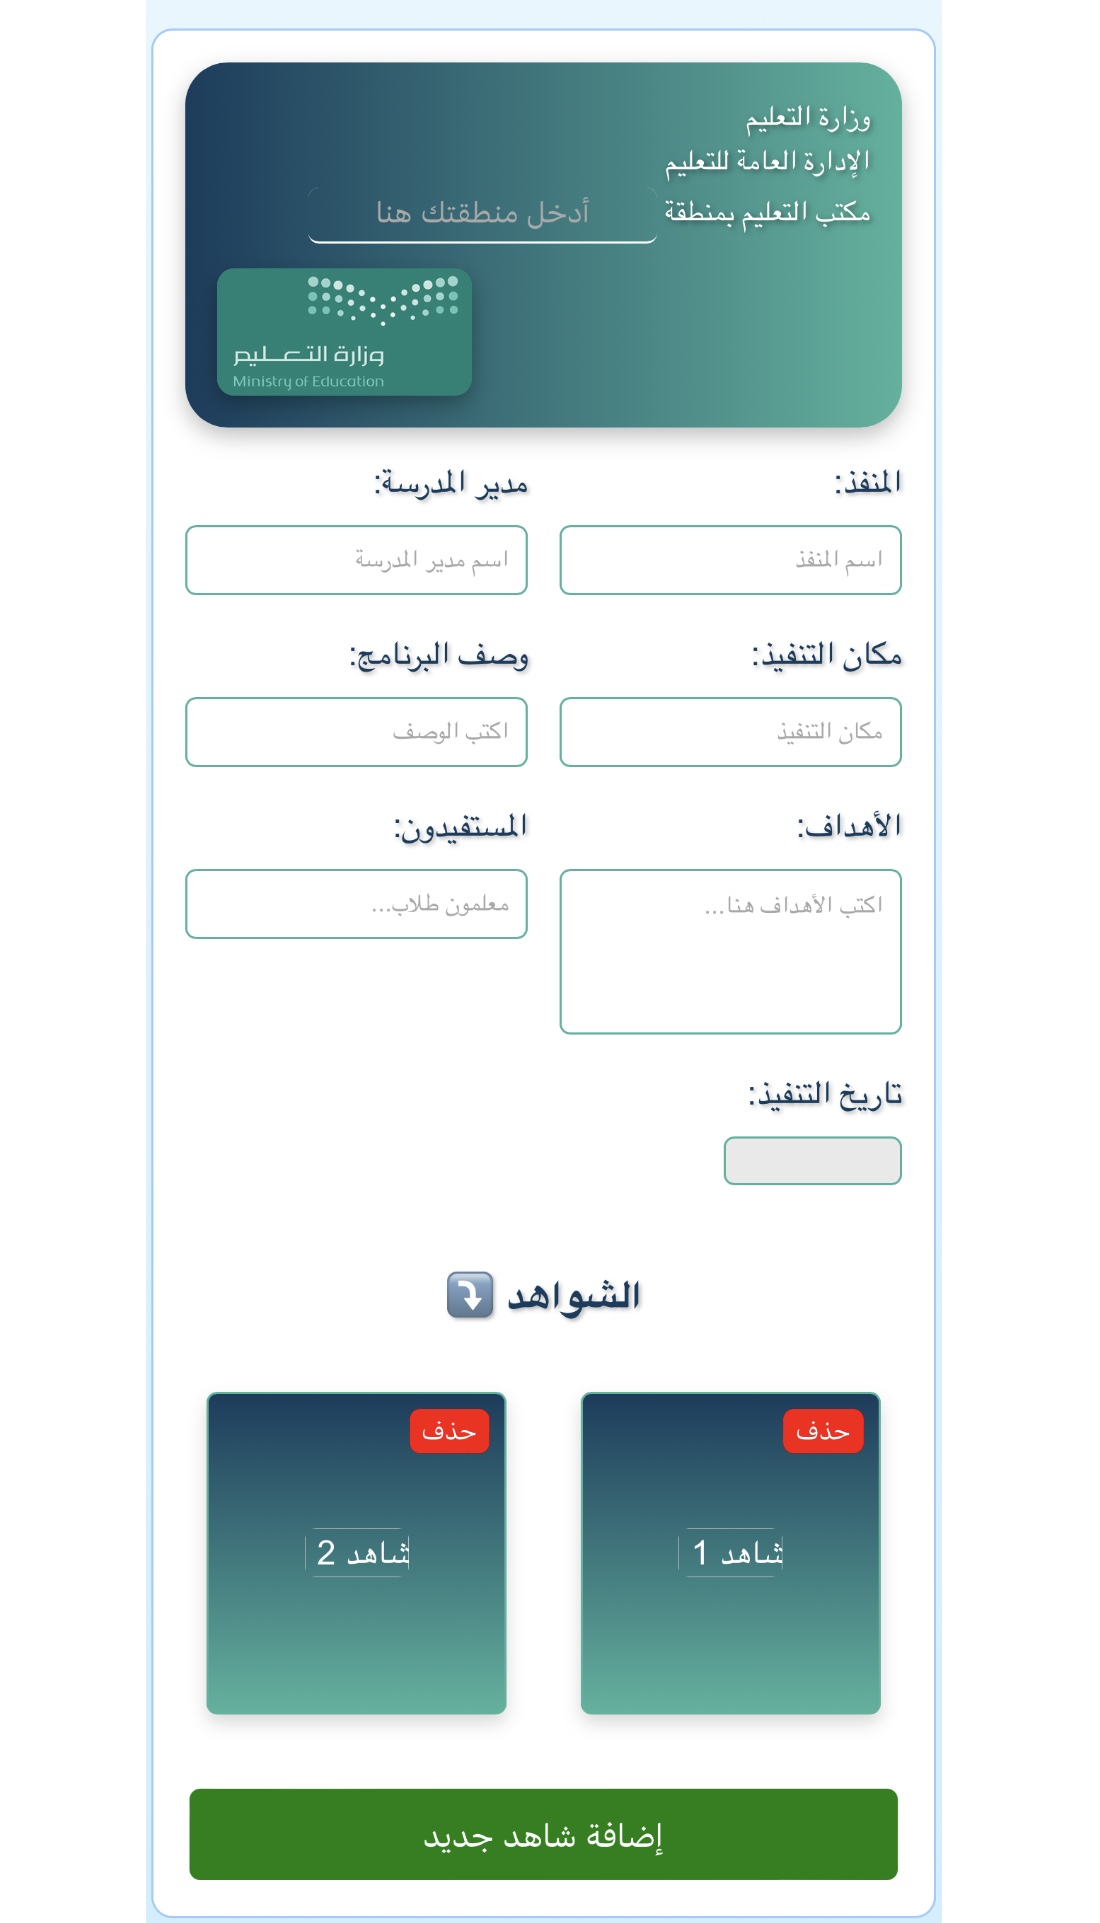 وزارة التعليم
الإدارة العامة للتعليم
مكتب التعليم بمنطقة أدخل منطقتك هنا
وزارة التعليم
Ministry of Education
المنفذ: مدير المدرسة:
اسم المنفذ اسم مدير المدرسة
مكان التنفيذ: وصف البرنامج:
مكان التنفيذ اكتب الوصف
الأهداف: المستفيدون:
اكتب الأهداف هنا... معلمون طلاب...
تاريخ التنفيذ:
الشواهد ⤵️
حذف حذف
شاهد 1 شاهد 2
إضافة شاهد جديد